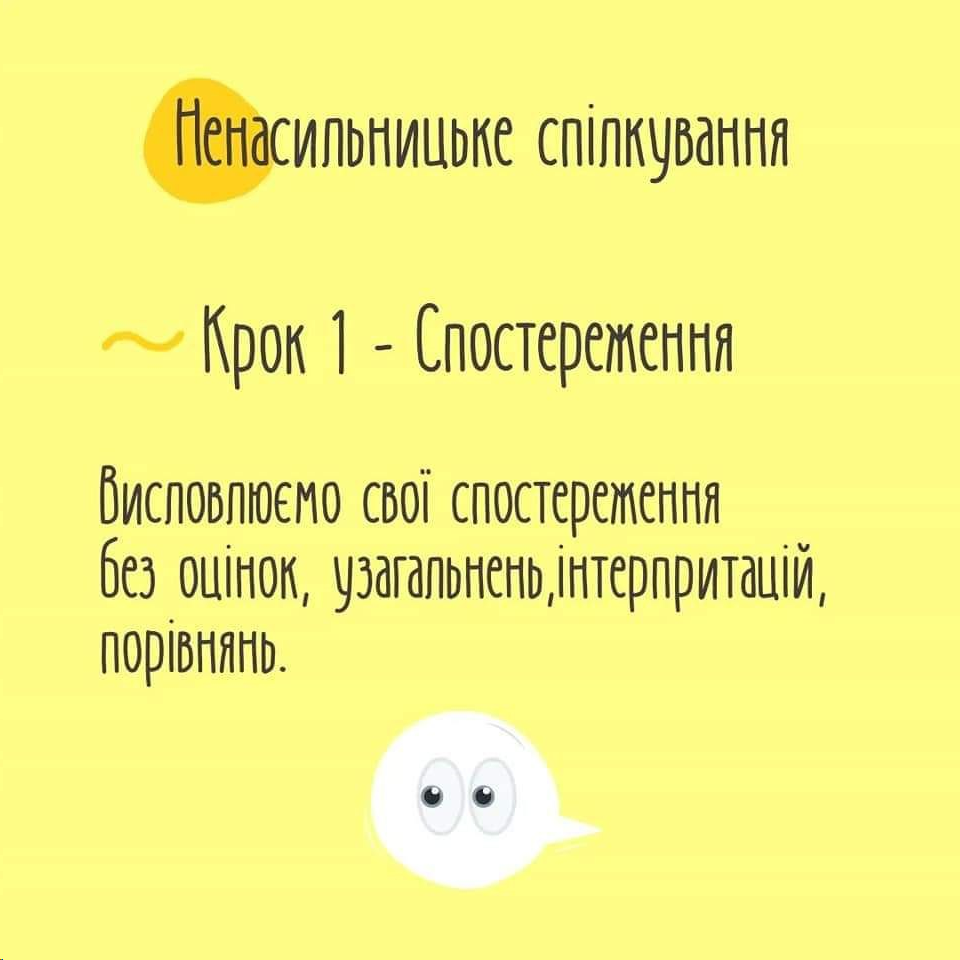 Ненасильницьке спілкування
~ Крок 1 - Спостереження
Висловлюємо свої спостереження
без оцінок, узагальнень,інтерпритацій,
порівнянь.